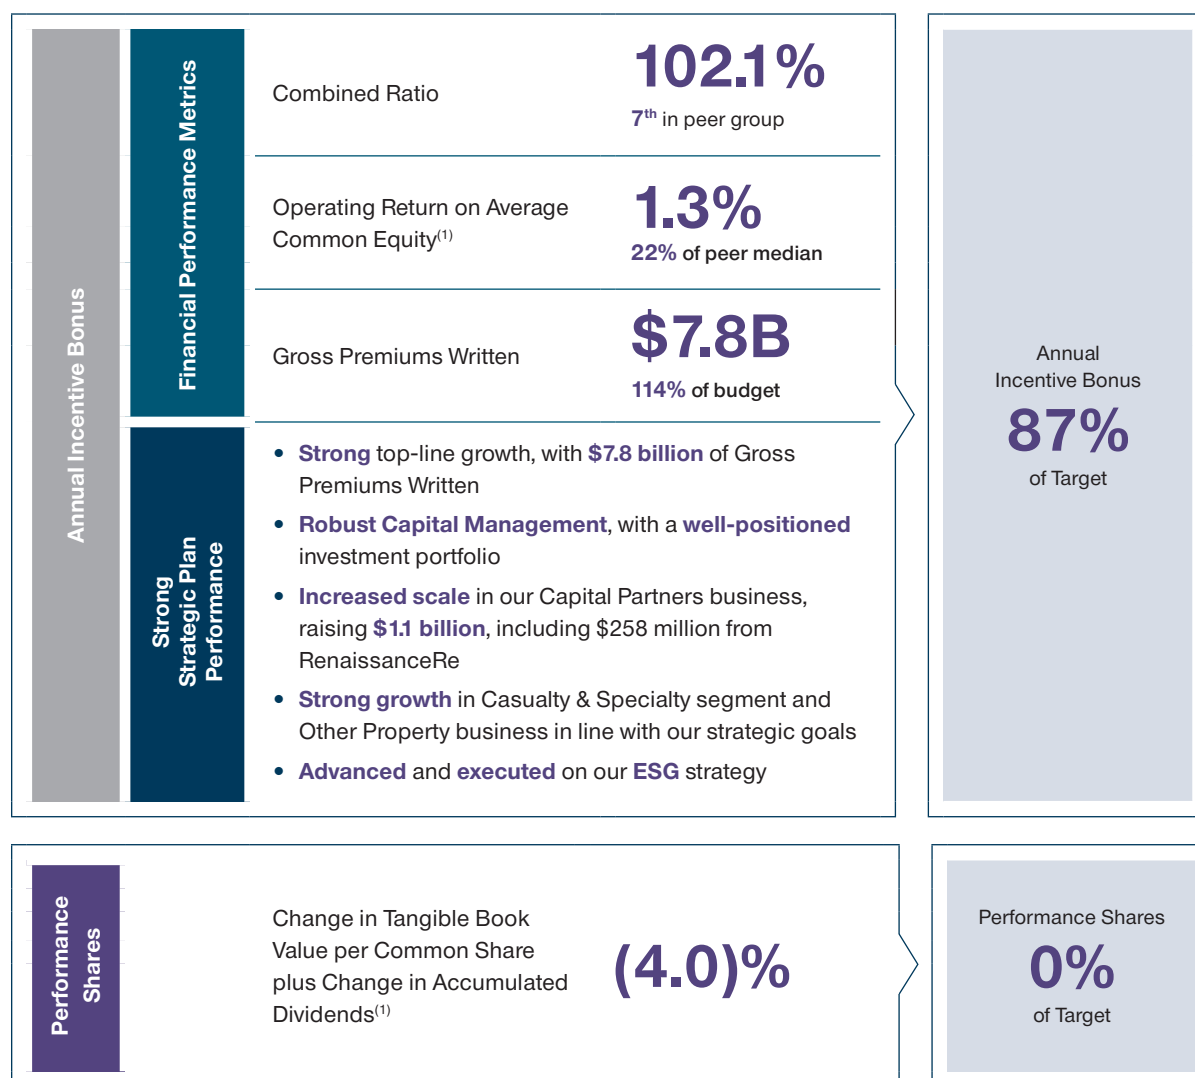 Annual Incentive Bonus
Financial Performance Metrics
Combined Ratio
102.1%
7th in peer group
Operating Return on Average
Common Equity(1)
1.3%
22% of peer median
Gross Premiums Written
$7.8B
114% of budget
Strong
Strategic Plan
Performance
• Strong top-line growth, with $7.8 billion of Gross
Premiums Written
• Robust Capital Management, with a well-positioned
investment portfolio
• Increased scale in our Capital Partners business,
raising $1.1 billion, including $258 million from
RenaissanceRe
• Strong growth in Casualty & Specialty segment and
Other Property business in line with our strategic goals
• Advanced and executed on our ESG strategy
Annual
Incentive Bonus
87%
of Target
Performance
Shares
Change in Tangible Book
Value per Common Share
plus Change in Accumulated
Dividends(1)
(4.0)%
Performance Shares
0%
of Target